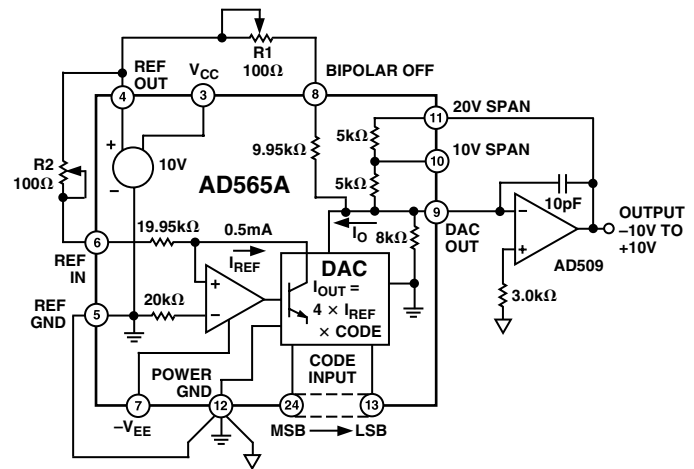 R1
100Ω
REF
OUT
VCC
BIPOLAR OFF
4
3
8
11
20V SPAN
5kΩ
9.95kΩ
10
10V SPAN
R2
100Ω
+
10V
–
AD565A
5kΩ
10pF
9
DAC
OUT
–
+
AD509
OUTPUT
–10V TO
+10V
6
19.95kΩ
0.5mA
IO
8kΩ
REF
IN
IREF
DAC
IOUT =
4 × IREF
× CODE
+
–
3.0kΩ
REF
GND
5
20kΩ
POWER
GND
CODE
INPUT
7
12
24
13
–VEE
MSB
LSB